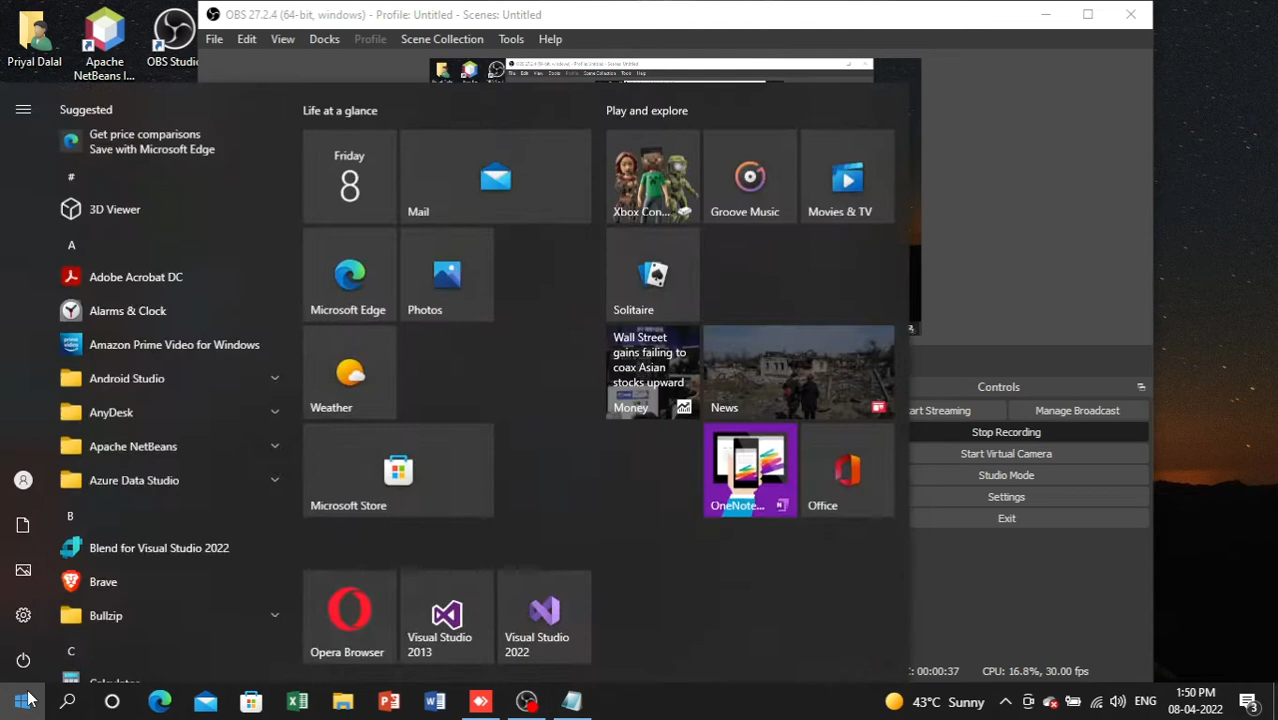 OBS 27.2.4 (64-bit, windows) - Profile: Untitled - Scenes: Untitled
File Edit View Docks Profile Scene Collection Tools Help
Priyal Dalal
Apache
NetBeans I...
OBS Studio
Suggested
Get price comparisons
Save with Microsoft Edge
#
3D Viewer
A
Adobe Acrobat DC
Alarms & Clock
Amazon Prime Video for Windows
Android Studio
AnyDesk
Apache NetBeans
Azure Data Studio
B
Blend for Visual Studio 2022
Brave
Bullzip
C
Life at a glance
Friday
8
Mail
Microsoft Edge
Photos
Weather
Microsoft Store
Opera Browser
Visual Studio
2013
Visual Studio
2022
Play and explore
Xbox Con...
Groove Music
Movies & TV
Solitaire
Wall Street
gains failing to
coax Asian
stocks upward
Money
News
OneNote...
Office
Controls
art Streaming
Manage Broadcast
Stop Recording
Start Virtual Camera
Studio Mode
Settings
Exit
C: 00:00:37
CPU: 16.8%, 30.00 fps
43°C Sunny
ENG
1:50 PM
08-04-2022
3